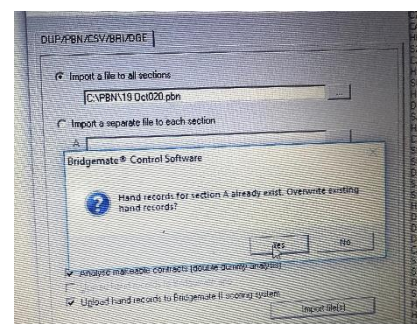 DUP/PBN/CSV/BRI/DGE
Import a file to all sections
C:\PBN\19 Oct020.pbn
...
Import a separate file to each section
A
Bridgemate® Control Software
Hand records for section A already exist. Overwrite existing
hand records?
Yes
No
Analyse makeable contracts (double dummy analysis)
Upload hand records to Bridgemate II scoring system
Import file(s)